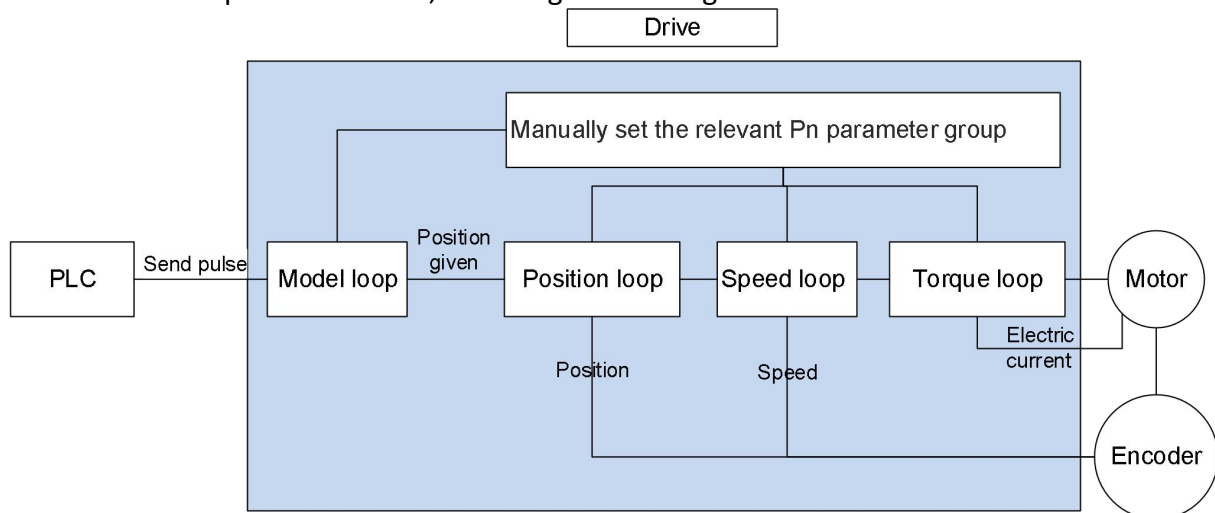 Drive
Manually set the relevant Pn parameter group
PLC
Send pulse
Model loop
Position
given
Position loop
Speed loop
Torque loop
Motor
Position
Speed
Electric
current
Encoder